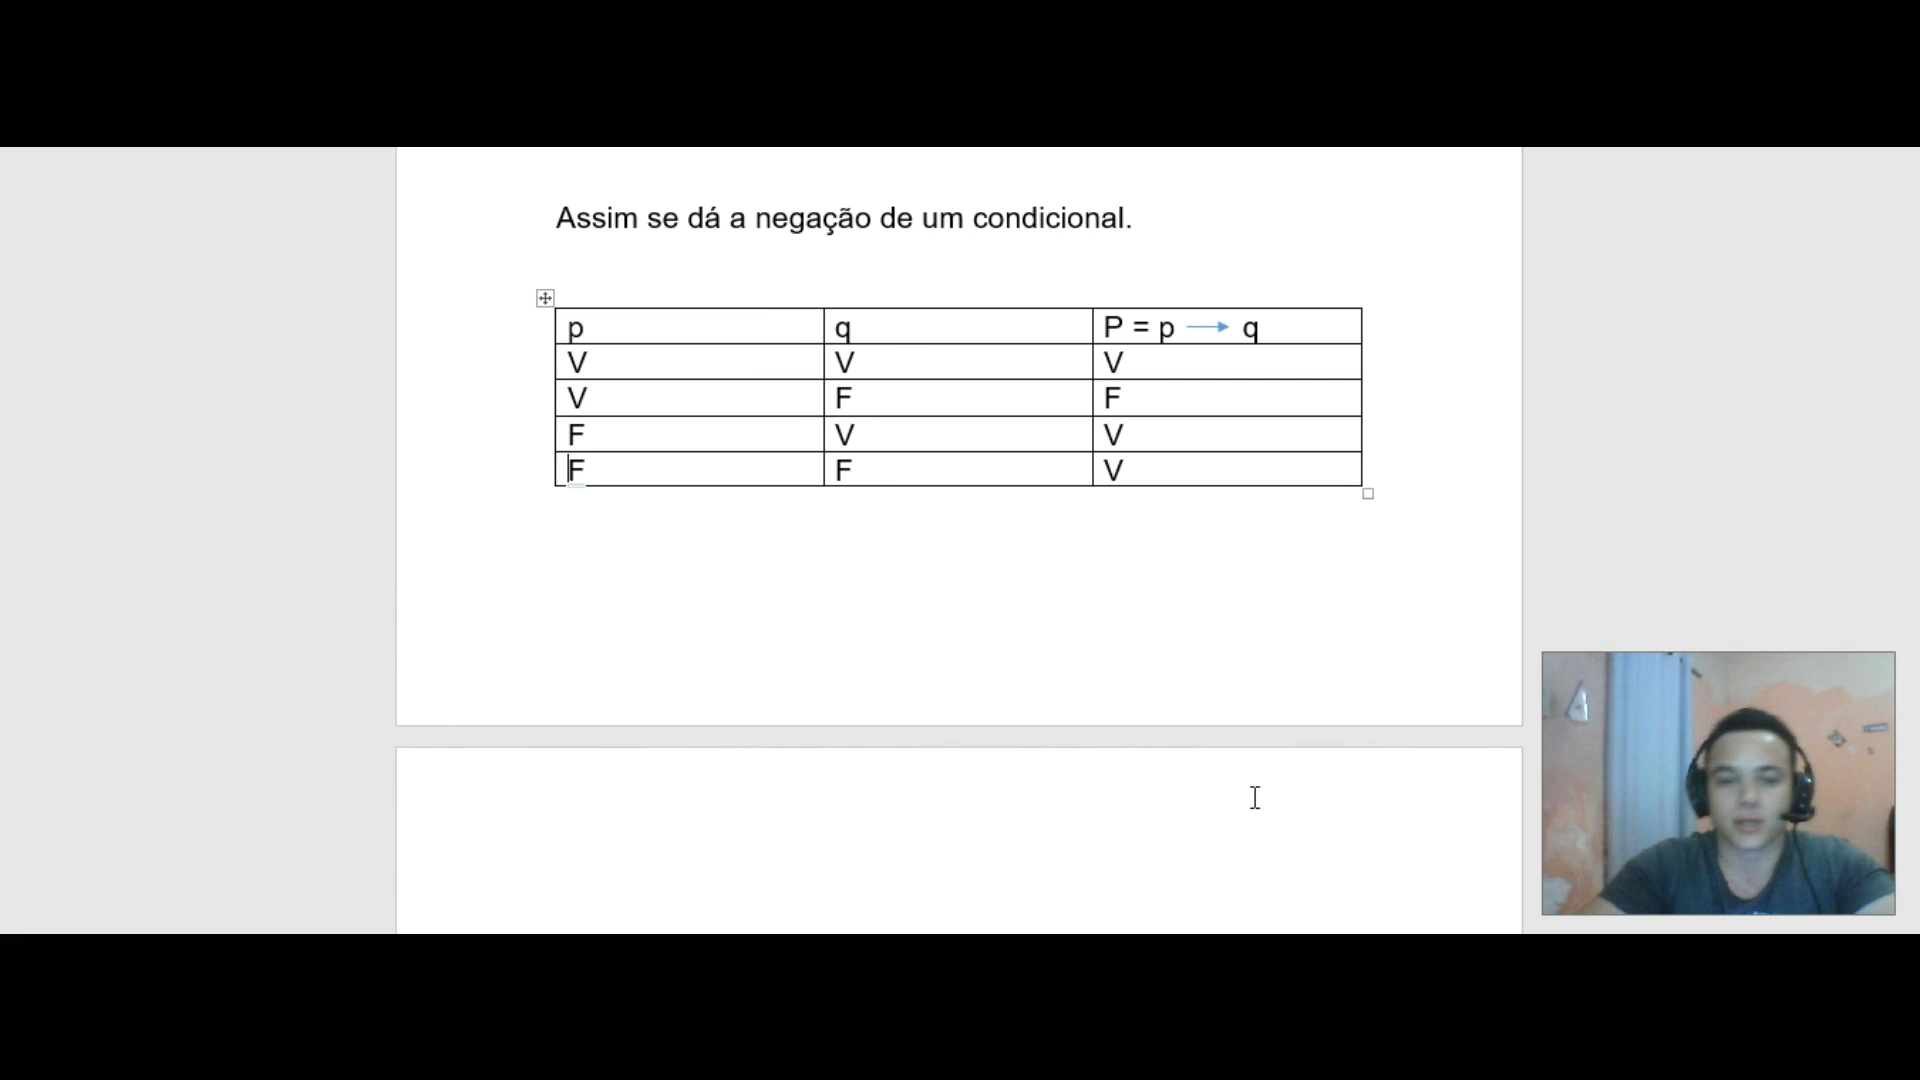 Assim se dá a negação de um condicional.
p q P = p → q
V V V
V F F
F V V
F F V